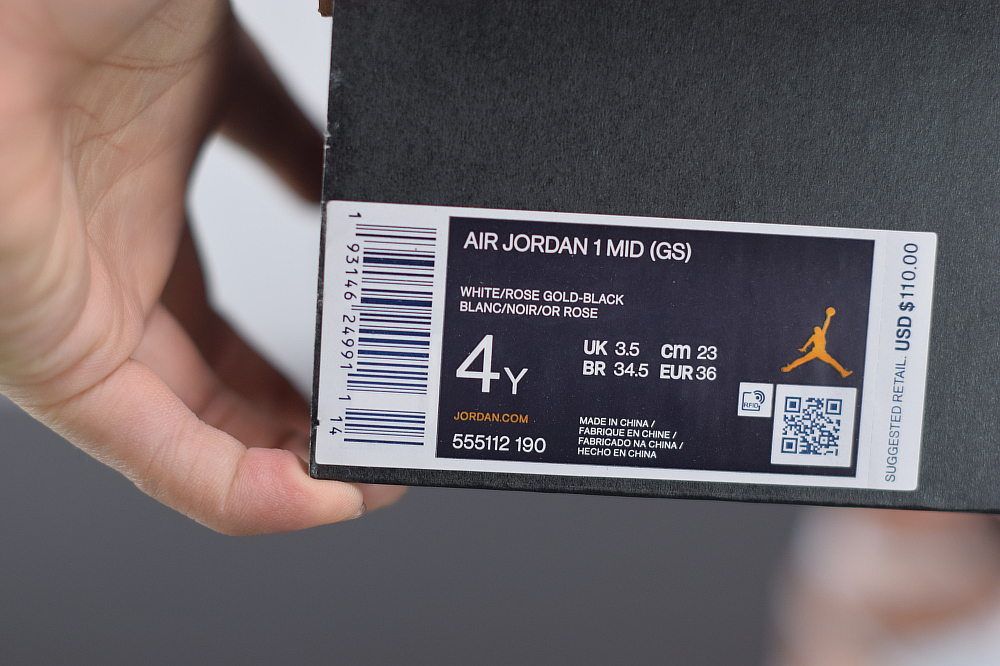 AIR JORDAN 1 MID (GS)
WHITE/ROSE GOLD-BLACK
BLANC/NOIR/OR ROSE
4Y
UK 3.5 cm 23
BR 34.5 EUR 36
JORDAN.COM
555112 190
MADE IN CHINA /
FABRIQUE EN CHINE /
FABRICADO NA CHINA /
HECHO EN CHINA
RFID
SUGGESTED RETAIL. USD $110.00
1 93146 24991 1 14